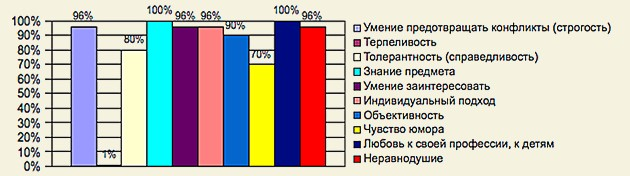 96%
1%
80%
100%
96%
96%
90%
70%
100%
96%
100%
90%
80%
70%
60%
50%
40%
30%
20%
10%
0%
Умение предотвращать конфликты (строгость)
Терпеливость
Толерантность (справедливость)
Знание предмета
Умение заинтересовать
Индивидуальный подход
Объективность
Чувство юмора
Любовь к своей профессии, к детям
Неравнодушие